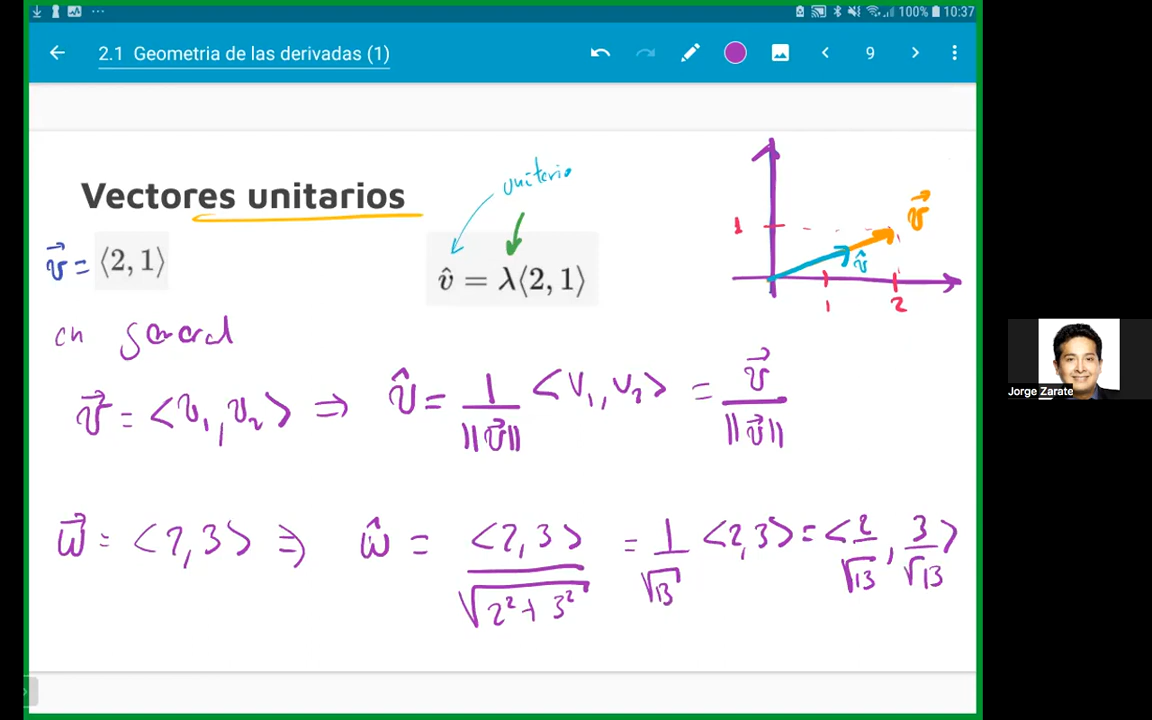 100% 10:37
2.1 Geometria de las derivadas (1)
9
Vectores unitarios
unitario
v⃗ = ⟨2, 1⟩
v̂ = λ⟨2, 1⟩
1
v⃗
v̂
1 2
en general
v⃗ = <v₁, v₂> ⇒ v̂ = 1/‖v⃗‖ <v₁, v₂> = v⃗/‖v⃗‖
Jorge Zarate
w⃗ = <2, 3> ⇒ ŵ = <2, 3>/√(2² + 3²) = 1/√13 <2, 3> = <2/√13, 3/√13>